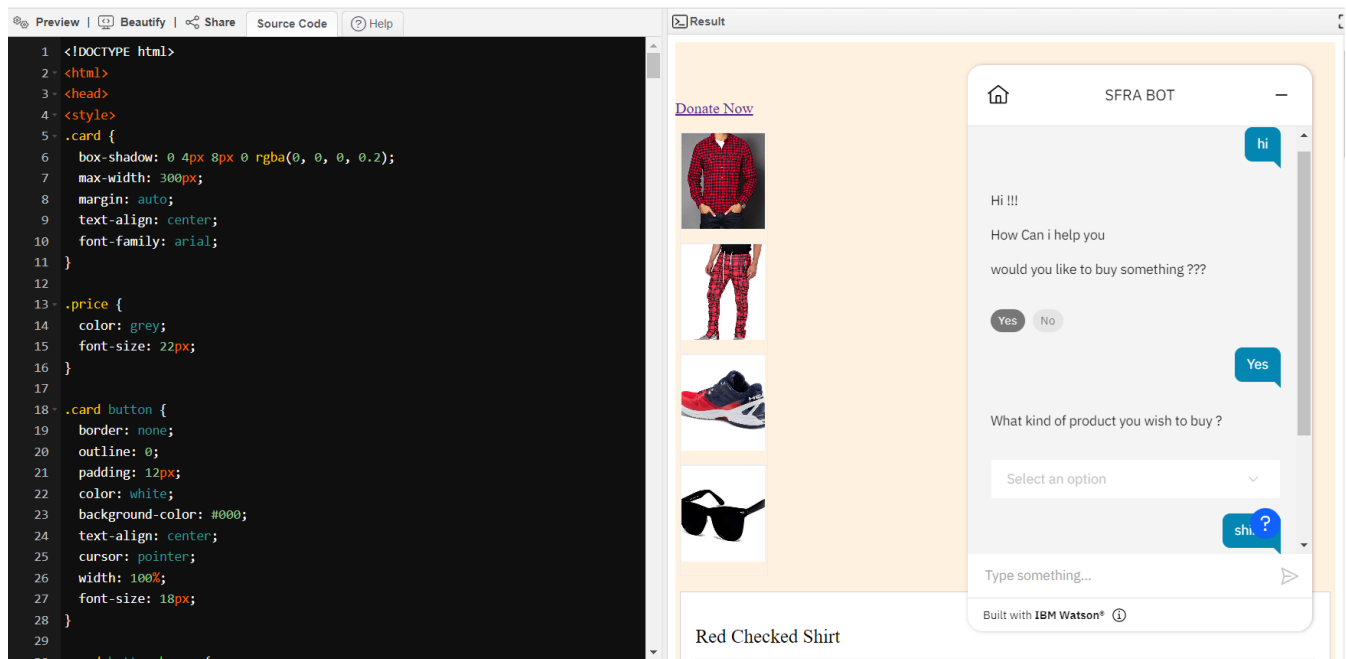 Preview | Beautify | Share Source Code Help
1 <!DOCTYPE html>
2 <html>
3 <head>
4 <style>
5 .card {
6 box-shadow: 0 4px 8px 0 rgba(0, 0, 0, 0.2);
7 max-width: 300px;
8 margin: auto;
9 text-align: center;
10 font-family: arial;
11 }
12
13 .price {
14 color: grey;
15 font-size: 22px;
16 }
17
18 .card button {
19 border: none;
20 outline: 0;
21 padding: 12px;
22 color: white;
23 background-color: #000;
24 text-align: center;
25 cursor: pointer;
26 width: 100%;
27 font-size: 18px;
28 }
29
Result
Donate Now
Red Checked Shirt
SFRA BOT
hi
Hi !!!
How Can i help you
would you like to buy something ???
Yes No
Yes
What kind of product you wish to buy ?
Select an option
?
Type something...
Built with IBM Watson®